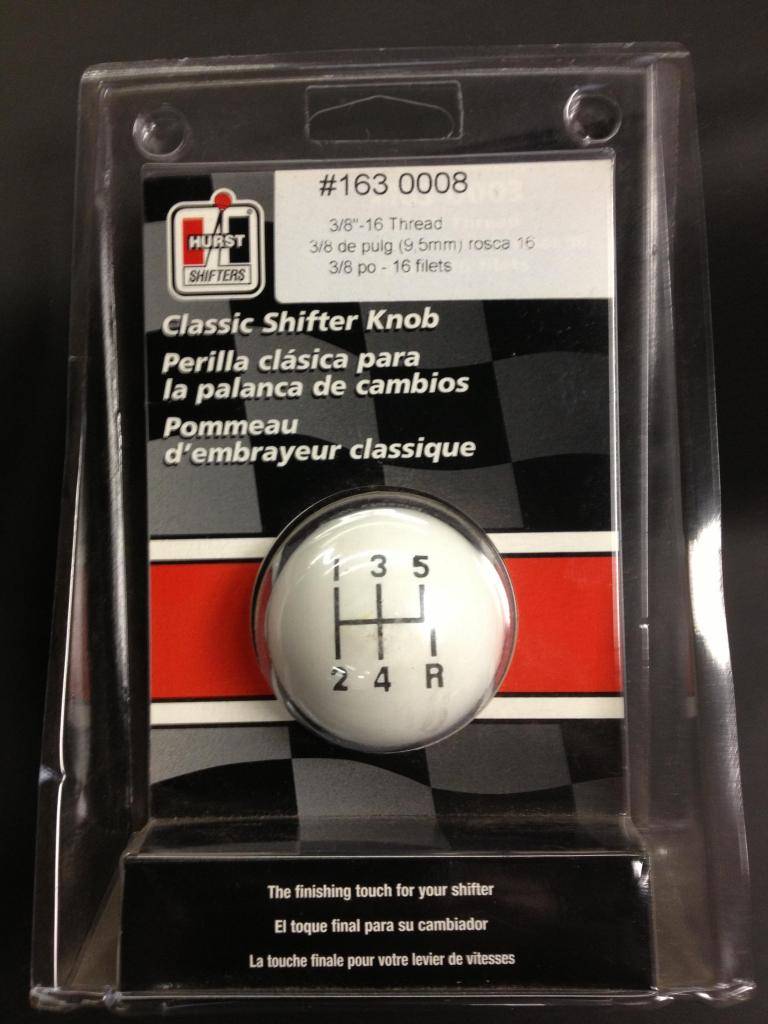 #163 0008
3/8"-16 Thread
3/8 de pulg (9.5mm) rosca 16
3/8 po - 16 filets
HURST
®
SHIFTERS
Classic Shifter Knob
Perilla clásica para
la palanca de cambios
Pommeau
d'embrayeur classique
1 3 5
2 4 R
The finishing touch for your shifter
El toque final para su cambiador
La touche finale pour votre levier de vitesses